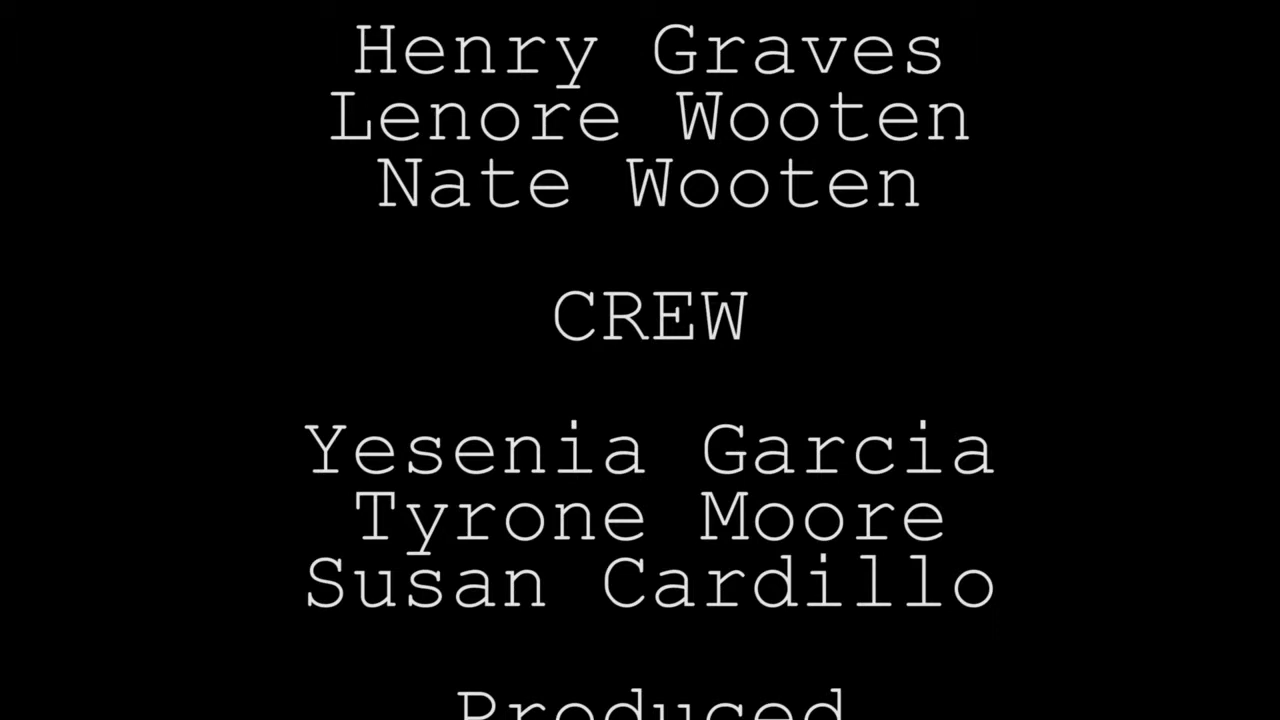 Henry Graves
Lenore Wooten
Nate Wooten
CREW
Yesenia Garcia
Tyrone Moore
Susan Cardillo
Produced